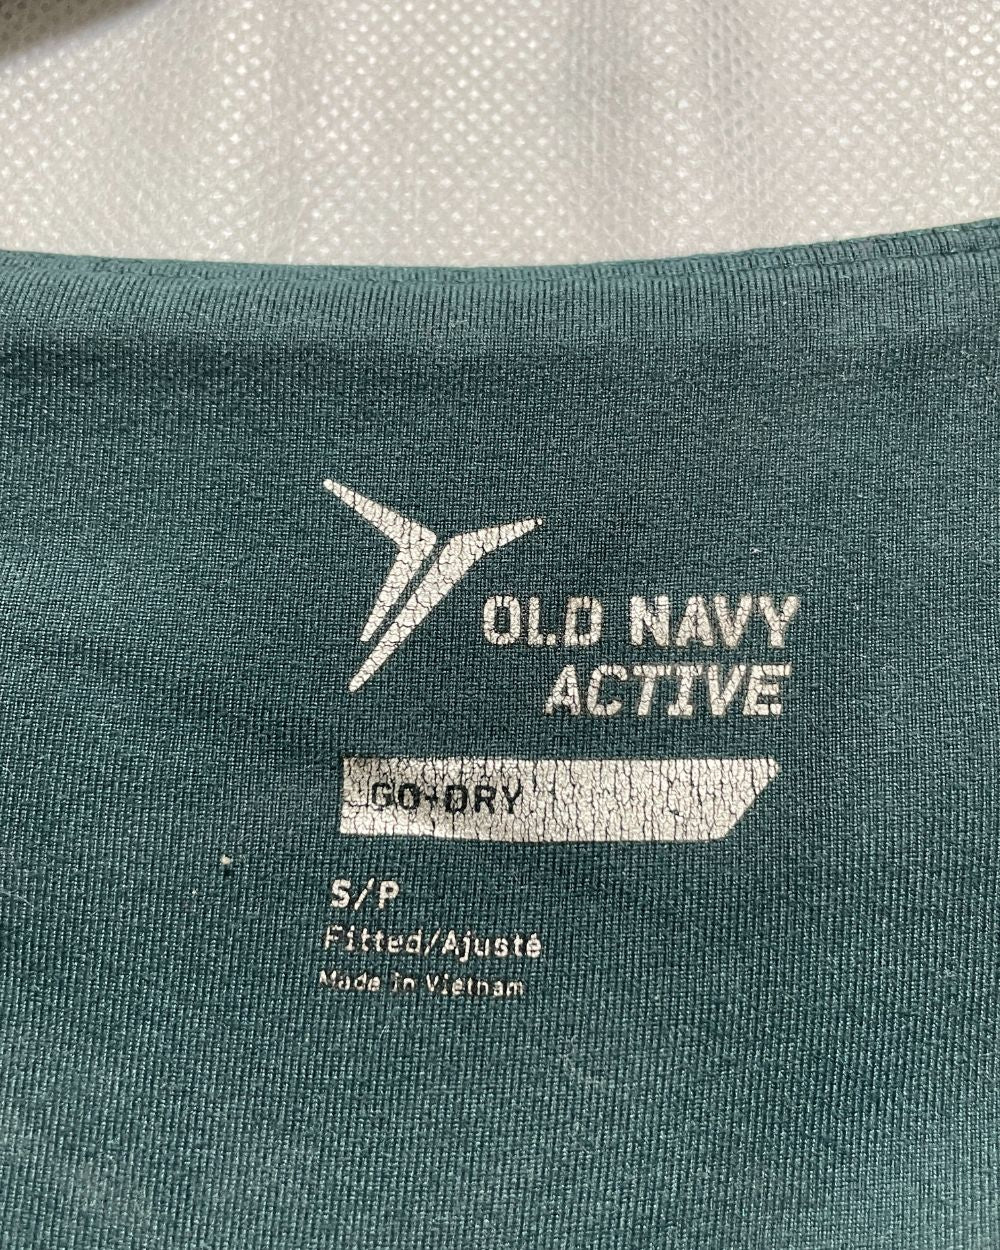 OLD NAVY
ACTIVE
GO-DRY
S/P
Fitted/Ajusté
Made in Vietnam